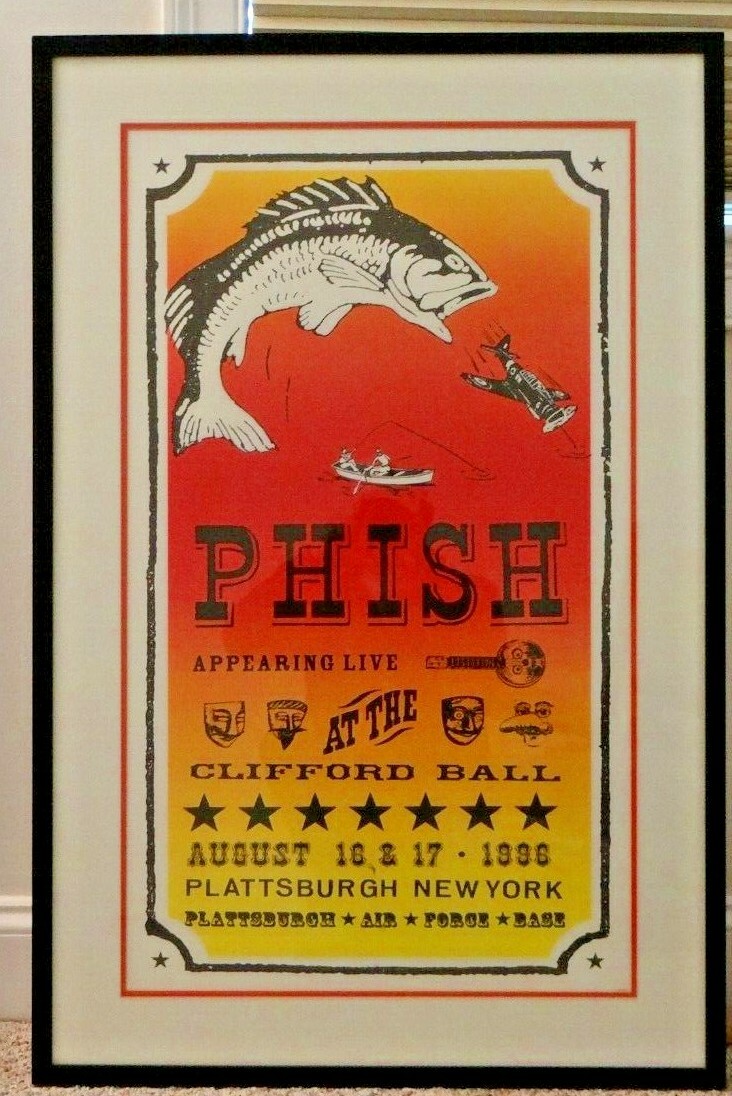 PHISH
APPEARING LIVE
AT THE
CLIFFORD BALL
AUGUST 16 & 17 · 1996
PLATTSBURGH NEW YORK
PLATTSBURGH ★ AIR ★ FORCE ★ BASE